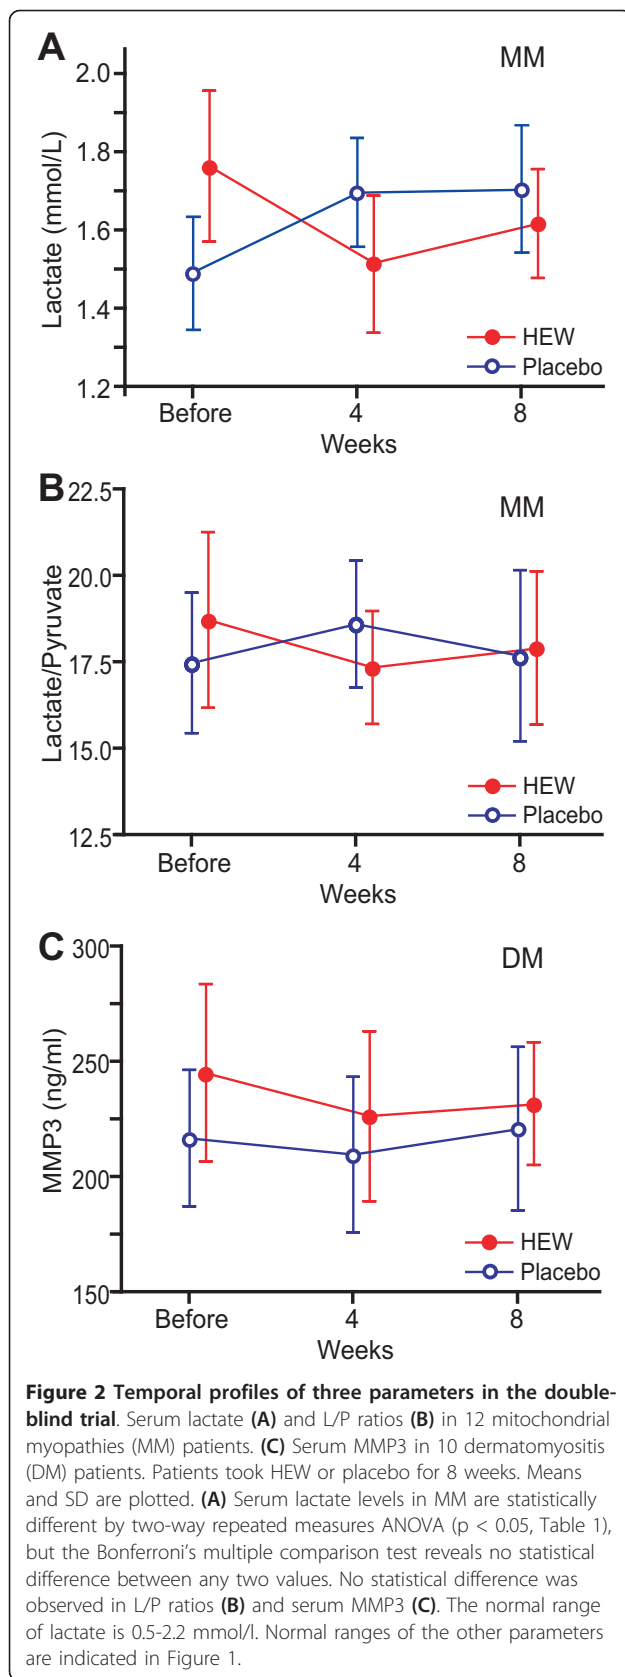 A
MM
Lactate (mmol/L)
2.0
1.8
1.6
1.4
1.2
HEW
Placebo
Before
4
8
Weeks
B
MM
Lactate/Pyruvate
22.5
20.0
17.5
15.0
12.5
HEW
Placebo
Before
4
8
Weeks
C
DM
MMP3 (ng/ml)
300
250
200
150
HEW
Placebo
Before
4
8
Weeks
Figure 2 Temporal profiles of three parameters in the double-
blind trial. Serum lactate (A) and L/P ratios (B) in 12 mitochondrial
myopathies (MM) patients. (C) Serum MMP3 in 10 dermatomyositis
(DM) patients. Patients took HEW or placebo for 8 weeks. Means
and SD are plotted. (A) Serum lactate levels in MM are statistically
different by two-way repeated measures ANOVA (p < 0.05, Table 1),
but the Bonferroni's multiple comparison test reveals no statistical
difference between any two values. No statistical difference was
observed in L/P ratios (B) and serum MMP3 (C). The normal range
of lactate is 0.5-2.2 mmol/l. Normal ranges of the other parameters
are indicated in Figure 1.